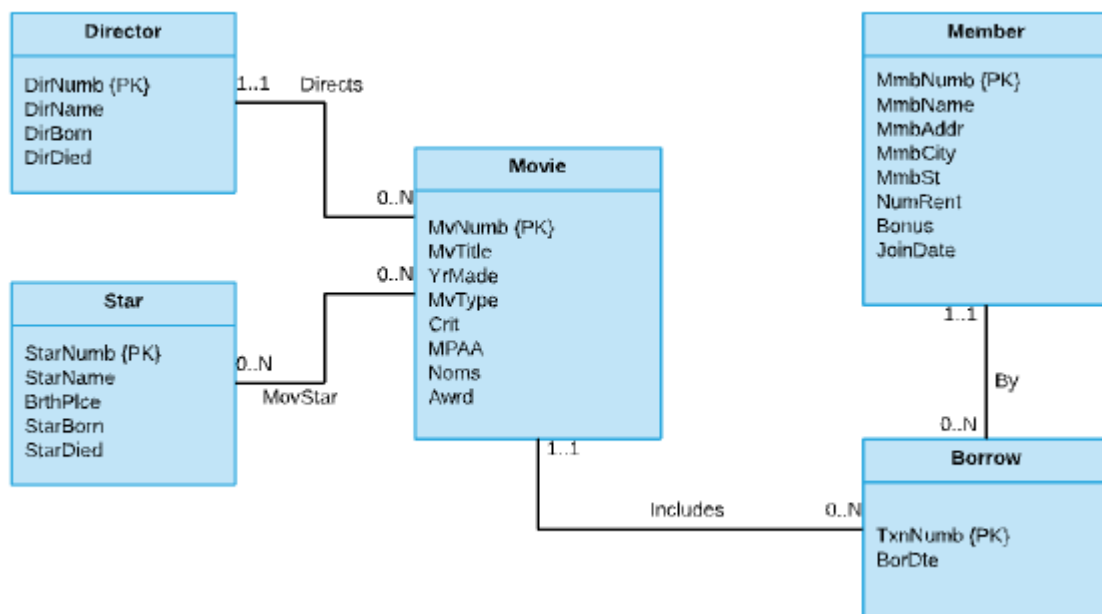 Director
DirNumb {PK}
DirName
DirBorn
DirDied
1..1 Directs
0..N
Star
StarNumb {PK}
StarName
BrthPlce
StarBorn
StarDied
0..N
MovStar
0..N
Movie
MvNumb {PK}
MvTitle
YrMade
MvType
Crit
MPAA
Noms
Awrd
1..1
Includes
0..N
Member
MmbNumb {PK}
MmbName
MmbAddr
MmbCity
MmbSt
NumRent
Bonus
JoinDate
1..1
By
0..N
Borrow
TxnNumb {PK}
BorDte